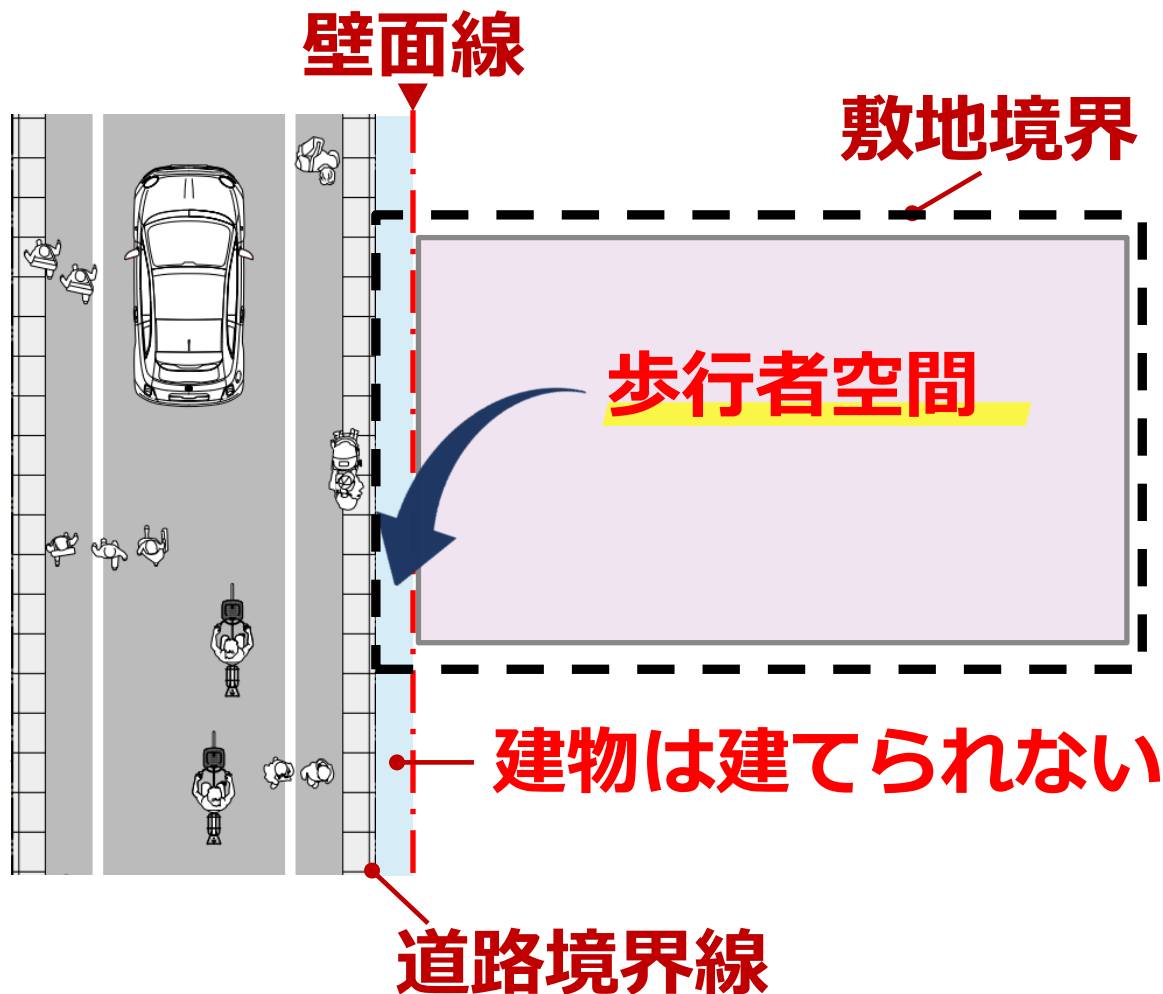 壁面線
敷地境界
歩行者空間
建物は建てられない
道路境界線